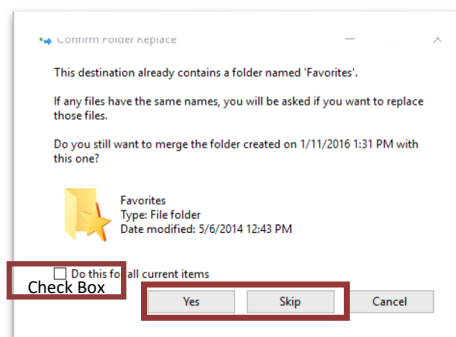 Confirm Folder Replace
This destination already contains a folder named 'Favorites'.
If any files have the same names, you will be asked if you want to replace
those files.
Do you still want to merge the folder created on 1/11/2016 1:31 PM with
this one?
Favorites
Type: File folder
Date modified: 5/6/2014 12:43 PM
Do this for all current items
Check Box
Yes Skip Cancel